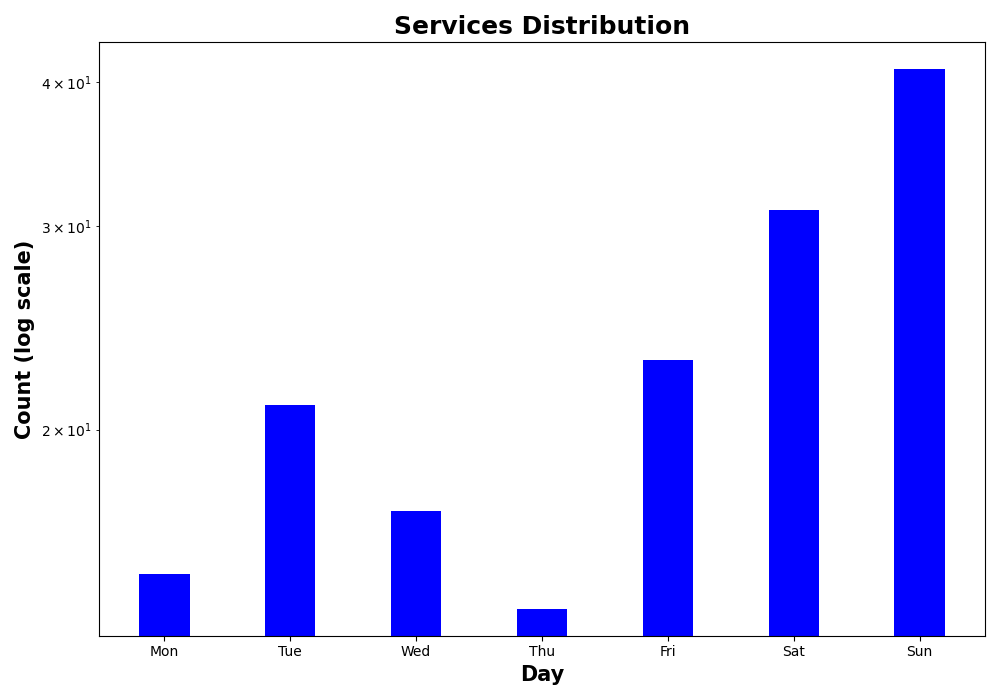 Services Distribution
Count (log scale)
4 × 10¹
3 × 10¹
2 × 10¹
Mon Tue Wed Thu Fri Sat Sun
Day